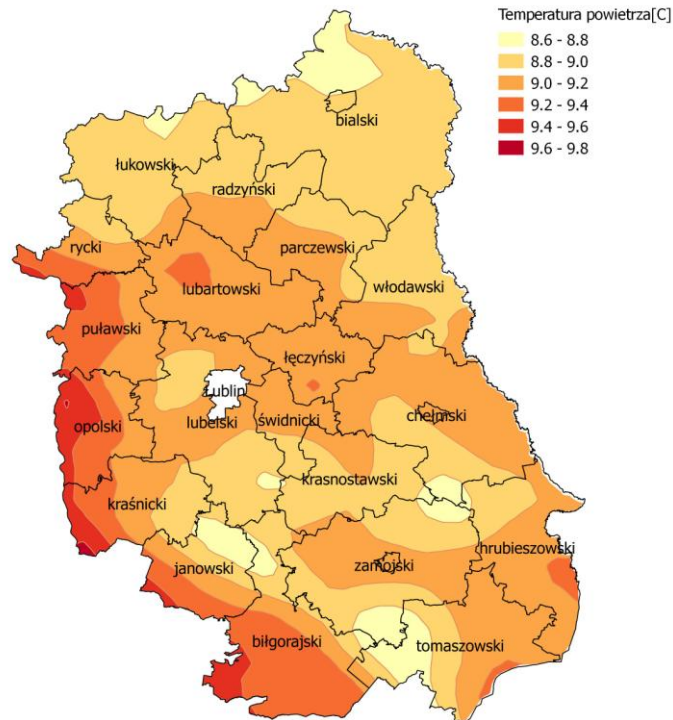 Temperatura powietrza[C]
8.6 - 8.8
8.8 - 9.0
9.0 - 9.2
9.2 - 9.4
9.4 - 9.6
9.6 - 9.8
bialski
łukowski
radzyński
rycki
parczewski
włodawski
lubartowski
puławski
łęczyński
Lublin
opolski
lubelski
świdnicki
chełmski
krasnostawski
kraśnicki
hrubieszowski
janowski
zamojski
biłgorajski
tomaszowski